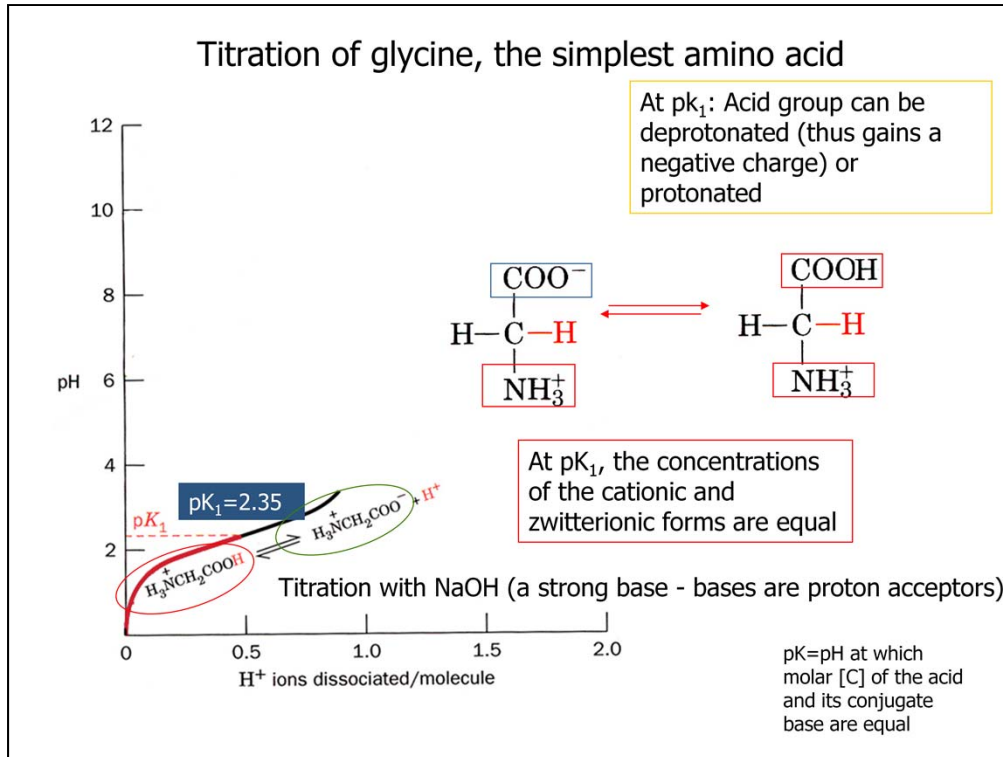 Titration of glycine, the simplest amino acid
At pk₁: Acid group can be
deprotonated (thus gains a
negative charge) or
protonated
12
10
8
6
4
2
pH
COO⁻
H—C—H
NH₃⁺
COOH
H—C—H
NH₃⁺
At pK₁, the concentrations
of the cationic and
zwitterionic forms are equal
pK₁=2.35
pK₁
H₃N⁺CH₂COO⁻ + H⁺
H₃N⁺CH₂COOH
Titration with NaOH (a strong base - bases are proton acceptors)
0 0.5 1.0 1.5 2.0
H⁺ ions dissociated/molecule
pK=pH at which
molar [C] of the acid
and its conjugate
base are equal